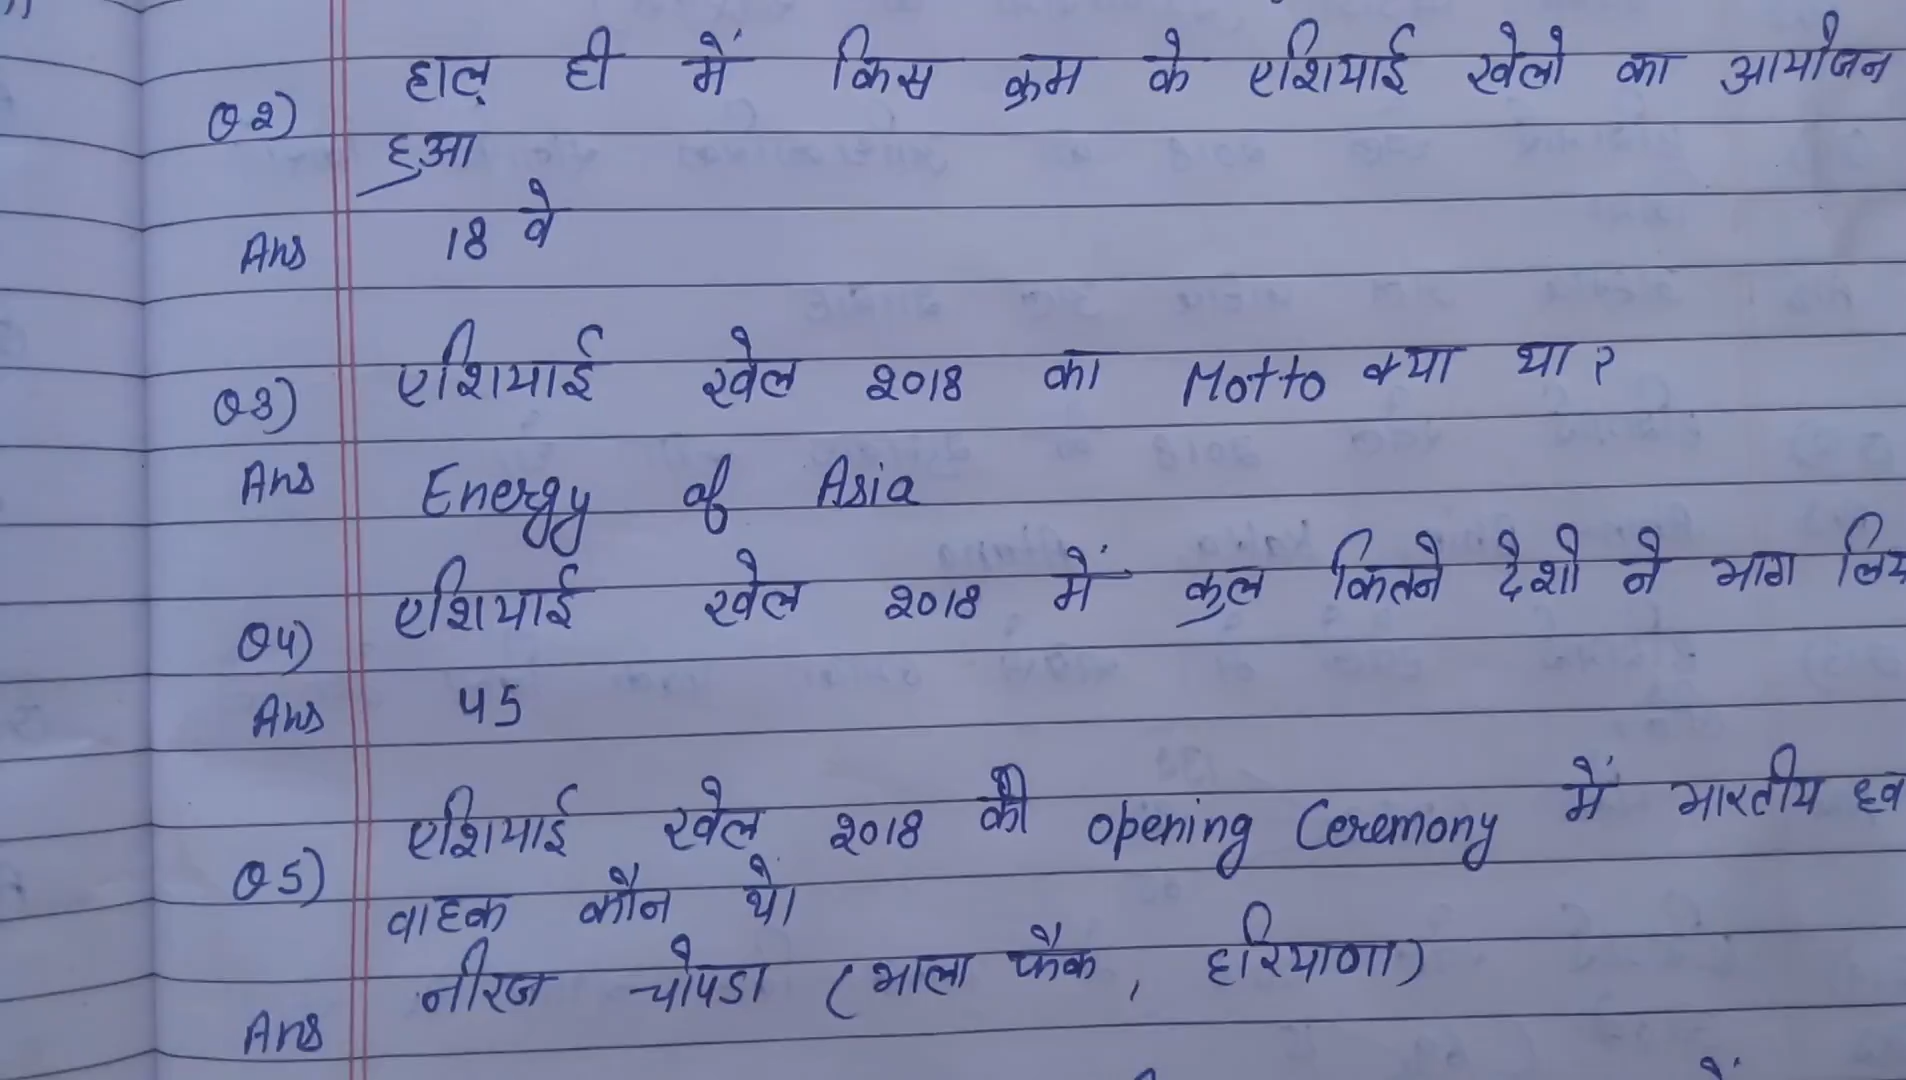 Q2) हाल ही में किस क्रम के एशियाई खेलो का आयोजन
हुआ
Ans 18 वे
Q3) एशियाई खेल 2018 का Motto क्या था ?
Ans Energy of Asia
Q4) एशियाई खेल 2018 में कुल कितने देशो ने भाग लिय
Ans 45
Q5) एशियाई खेल 2018 की opening Ceremony में भारतीय ध्व
वाहक कौन थे।
Ans नीरज चोपडा (भाला फैंक, हरियाणा)